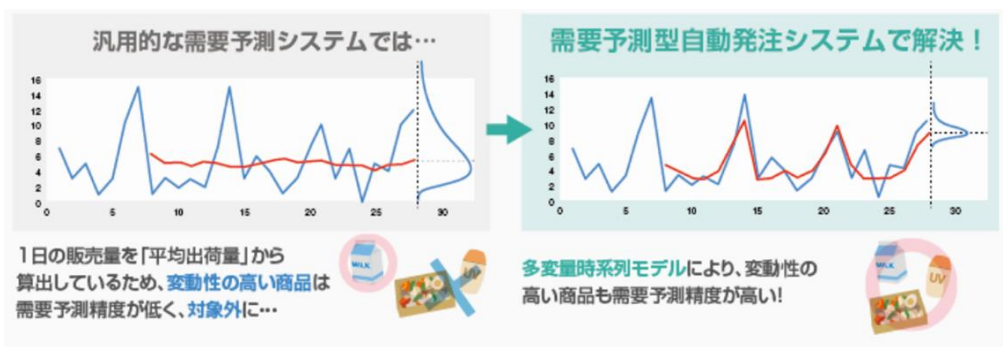 汎用的な需要予測システムでは…
需要予測型自動発注システムで解決！
16
14
12
10
8
6
4
2
0
0 5 10 15 20 25 30
16
14
12
10
8
6
4
2
0
0 5 10 15 20 25 30
1日の販売量を「平均出荷量」から
算出しているため、変動性の高い商品は
需要予測精度が低く、対象外に…
MILK
UV
多変量時系列モデルにより、変動性の
高い商品も需要予測精度が高い!
MILK
UV